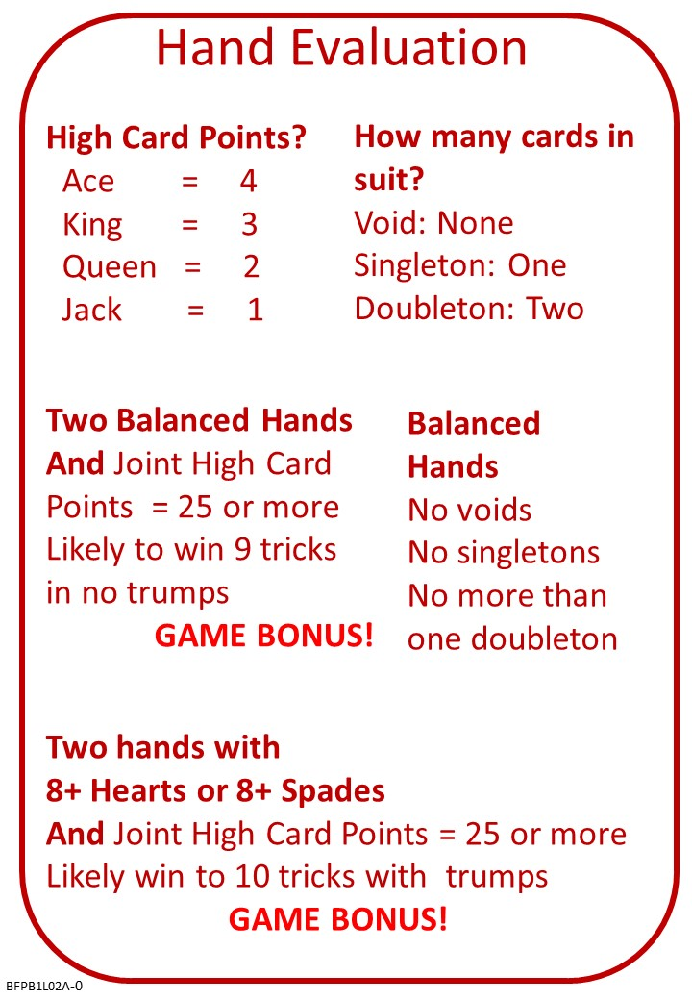 Hand Evaluation
High Card Points?
Ace = 4
King = 3
Queen = 2
Jack = 1
How many cards in
suit?
Void: None
Singleton: One
Doubleton: Two
Two Balanced Hands
And Joint High Card
Points = 25 or more
Likely to win 9 tricks
in no trumps
GAME BONUS!
Balanced
Hands
No voids
No singletons
No more than
one doubleton
Two hands with
8+ Hearts or 8+ Spades
And Joint High Card Points = 25 or more
Likely win to 10 tricks with trumps
GAME BONUS!
BFPB1L02A-0